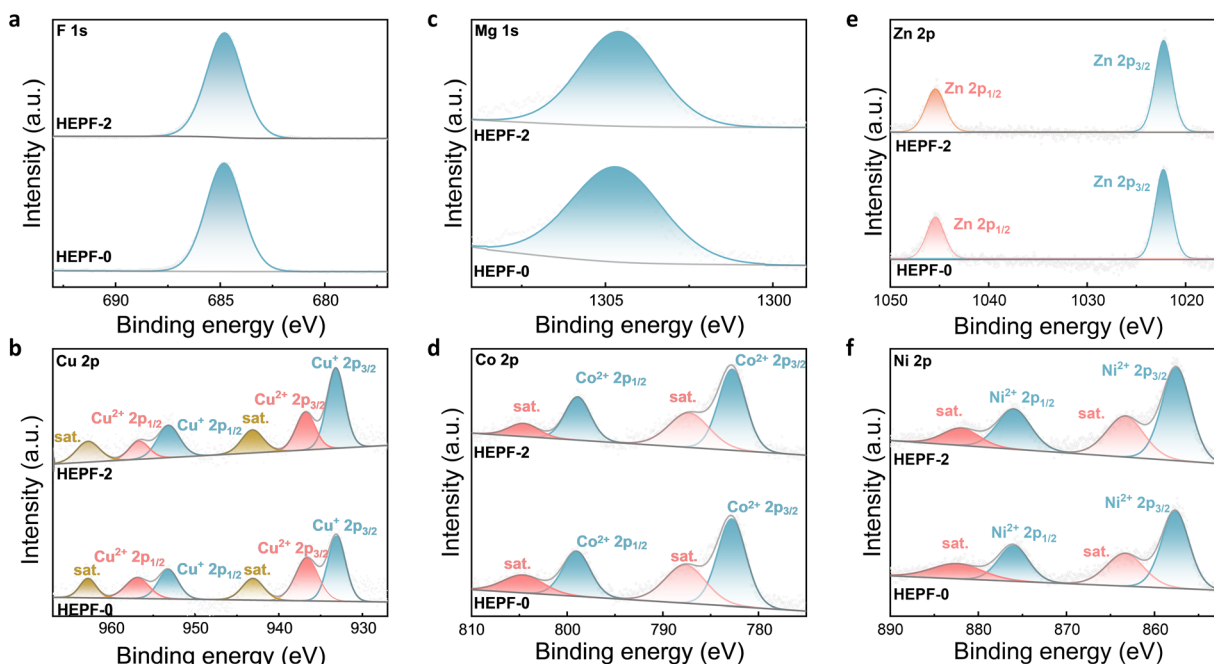 a
F 1s
HEPF-2
HEPF-0
Intensity (a.u.)
690 685 680
Binding energy (eV)
c
Mg 1s
HEPF-2
HEPF-0
Intensity (a.u.)
1305 1300
Binding energy (eV)
e
Zn 2p
Zn 2p3/2
Zn 2p1/2
HEPF-2
Zn 2p3/2
Zn 2p1/2
HEPF-0
Intensity (a.u.)
1050 1040 1030 1020
Binding energy (eV)
b
Cu 2p
Cu+ 2p3/2
Cu2+ 2p3/2
Cu2+ 2p1/2
Cu+ 2p1/2
sat.
sat.
HEPF-2
Cu+ 2p3/2
Cu2+ 2p3/2
Cu2+ 2p1/2
Cu+ 2p1/2
sat.
sat.
HEPF-0
Intensity (a.u.)
960 950 940 930
Binding energy (eV)
d
Co 2p
Co2+ 2p3/2
Co2+ 2p1/2
sat.
sat.
HEPF-2
Co2+ 2p3/2
Co2+ 2p1/2
sat.
sat.
HEPF-0
Intensity (a.u.)
810 800 790 780
Binding energy (eV)
f
Ni 2p
Ni2+ 2p3/2
Ni2+ 2p1/2
sat.
sat.
HEPF-2
Ni2+ 2p3/2
Ni2+ 2p1/2
sat.
sat.
HEPF-0
Intensity (a.u.)
890 880 870 860
Binding energy (eV)